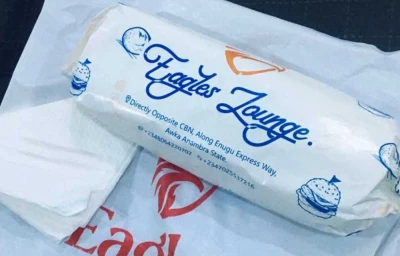 Eagles Lounge.
Directly Opposite CBN, Along Enugu Express Way,
Awka Anambra State.
Eagl